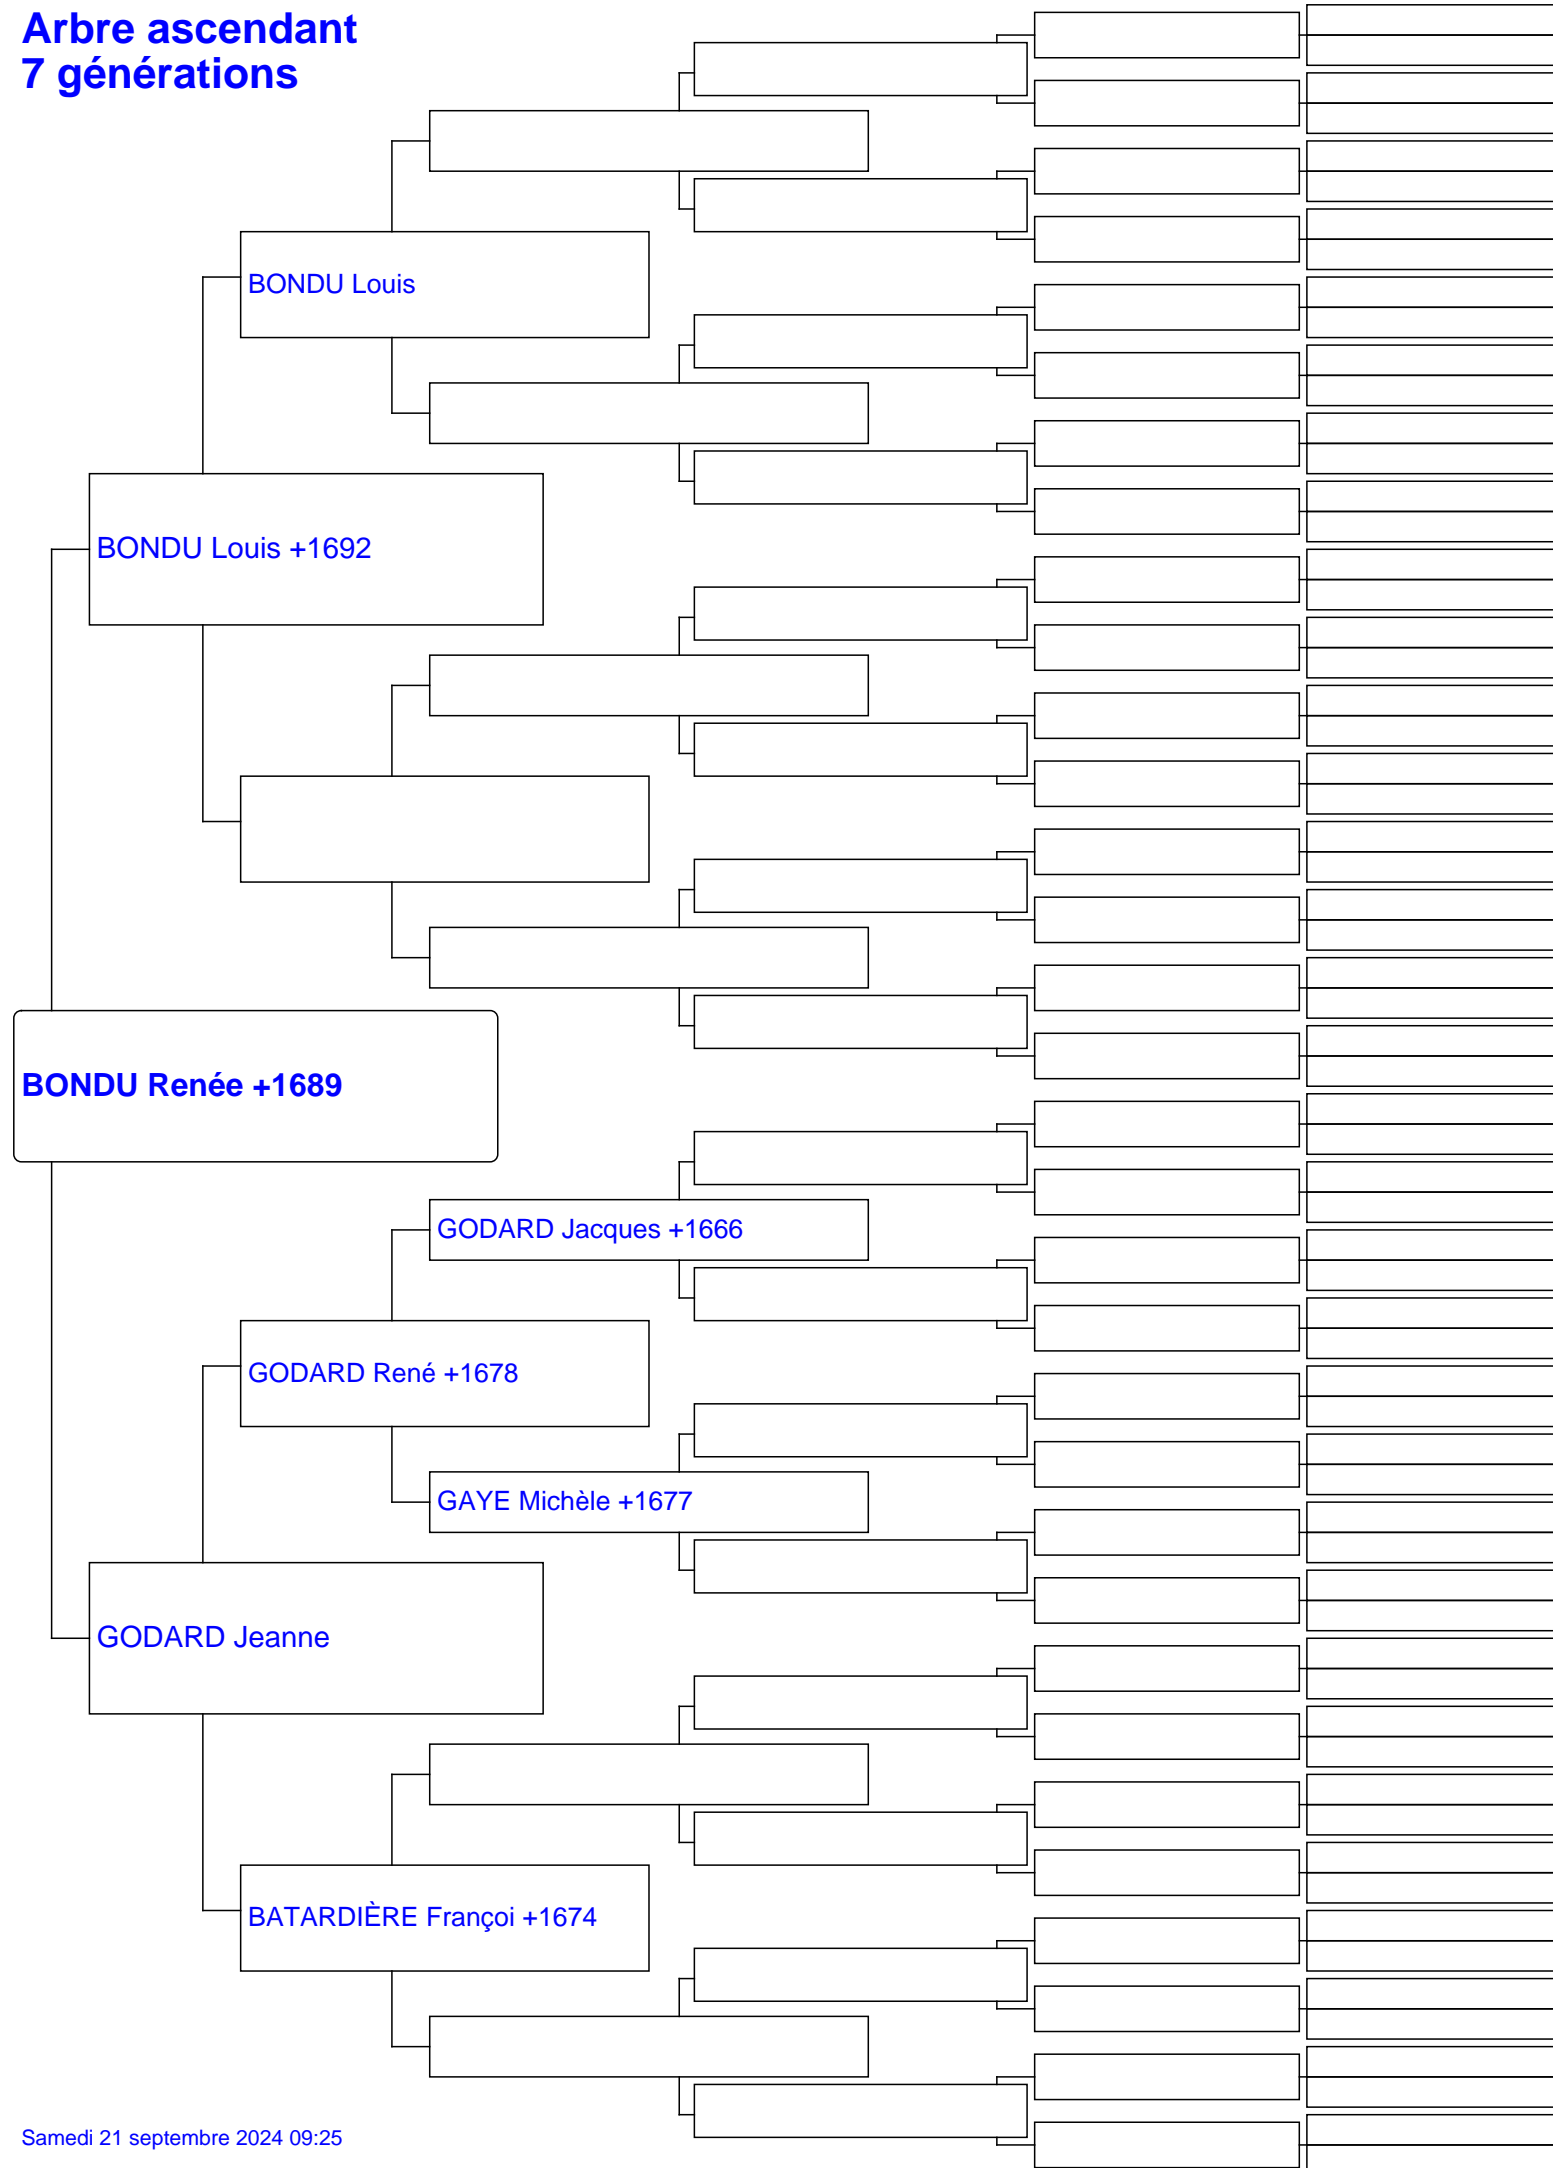 Arbre ascendant
7 générations
BONDU Louis
BONDU Louis +1692
BONDU Renée +1689
GODARD Jacques +1666
GODARD René +1678
GAYE Michèle +1677
GODARD Jeanne
BATARDIÈRE Françoi +1674
Samedi 21 septembre 2024 09:25